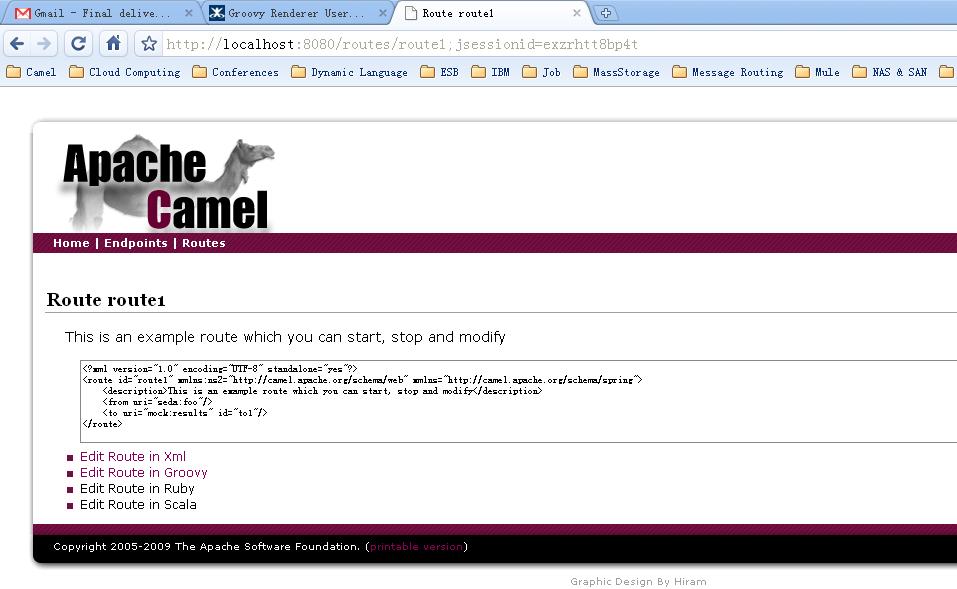 Gmail - Final delive...
Groovy Renderer User...
Route route1
http://localhost:8080/routes/route1;jsessionid=exzrhtt8bp4t
Camel Cloud Computing Conferences Dynamic Language ESB IBM Job MassStorage Message Routing Mule NAS & SAN
Apache
Camel
Home | Endpoints | Routes
Route route1
This is an example route which you can start, stop and modify
<?xml version="1.0" encoding="UTF-8" standalone="yes"?>
<route id="route1" xmlns:ns2="http://camel.apache.org/schema/web" xmlns="http://camel.apache.org/schema/spring">
<description>This is an example route which you can start, stop and modify</description>
<from uri="seda:foo"/>
<to uri="mock:results" id="to1"/>
</route>
Edit Route in Xml
Edit Route in Groovy
Edit Route in Ruby
Edit Route in Scala
Copyright 2005-2009 The Apache Software Foundation. (printable version)
Graphic Design By Hiram